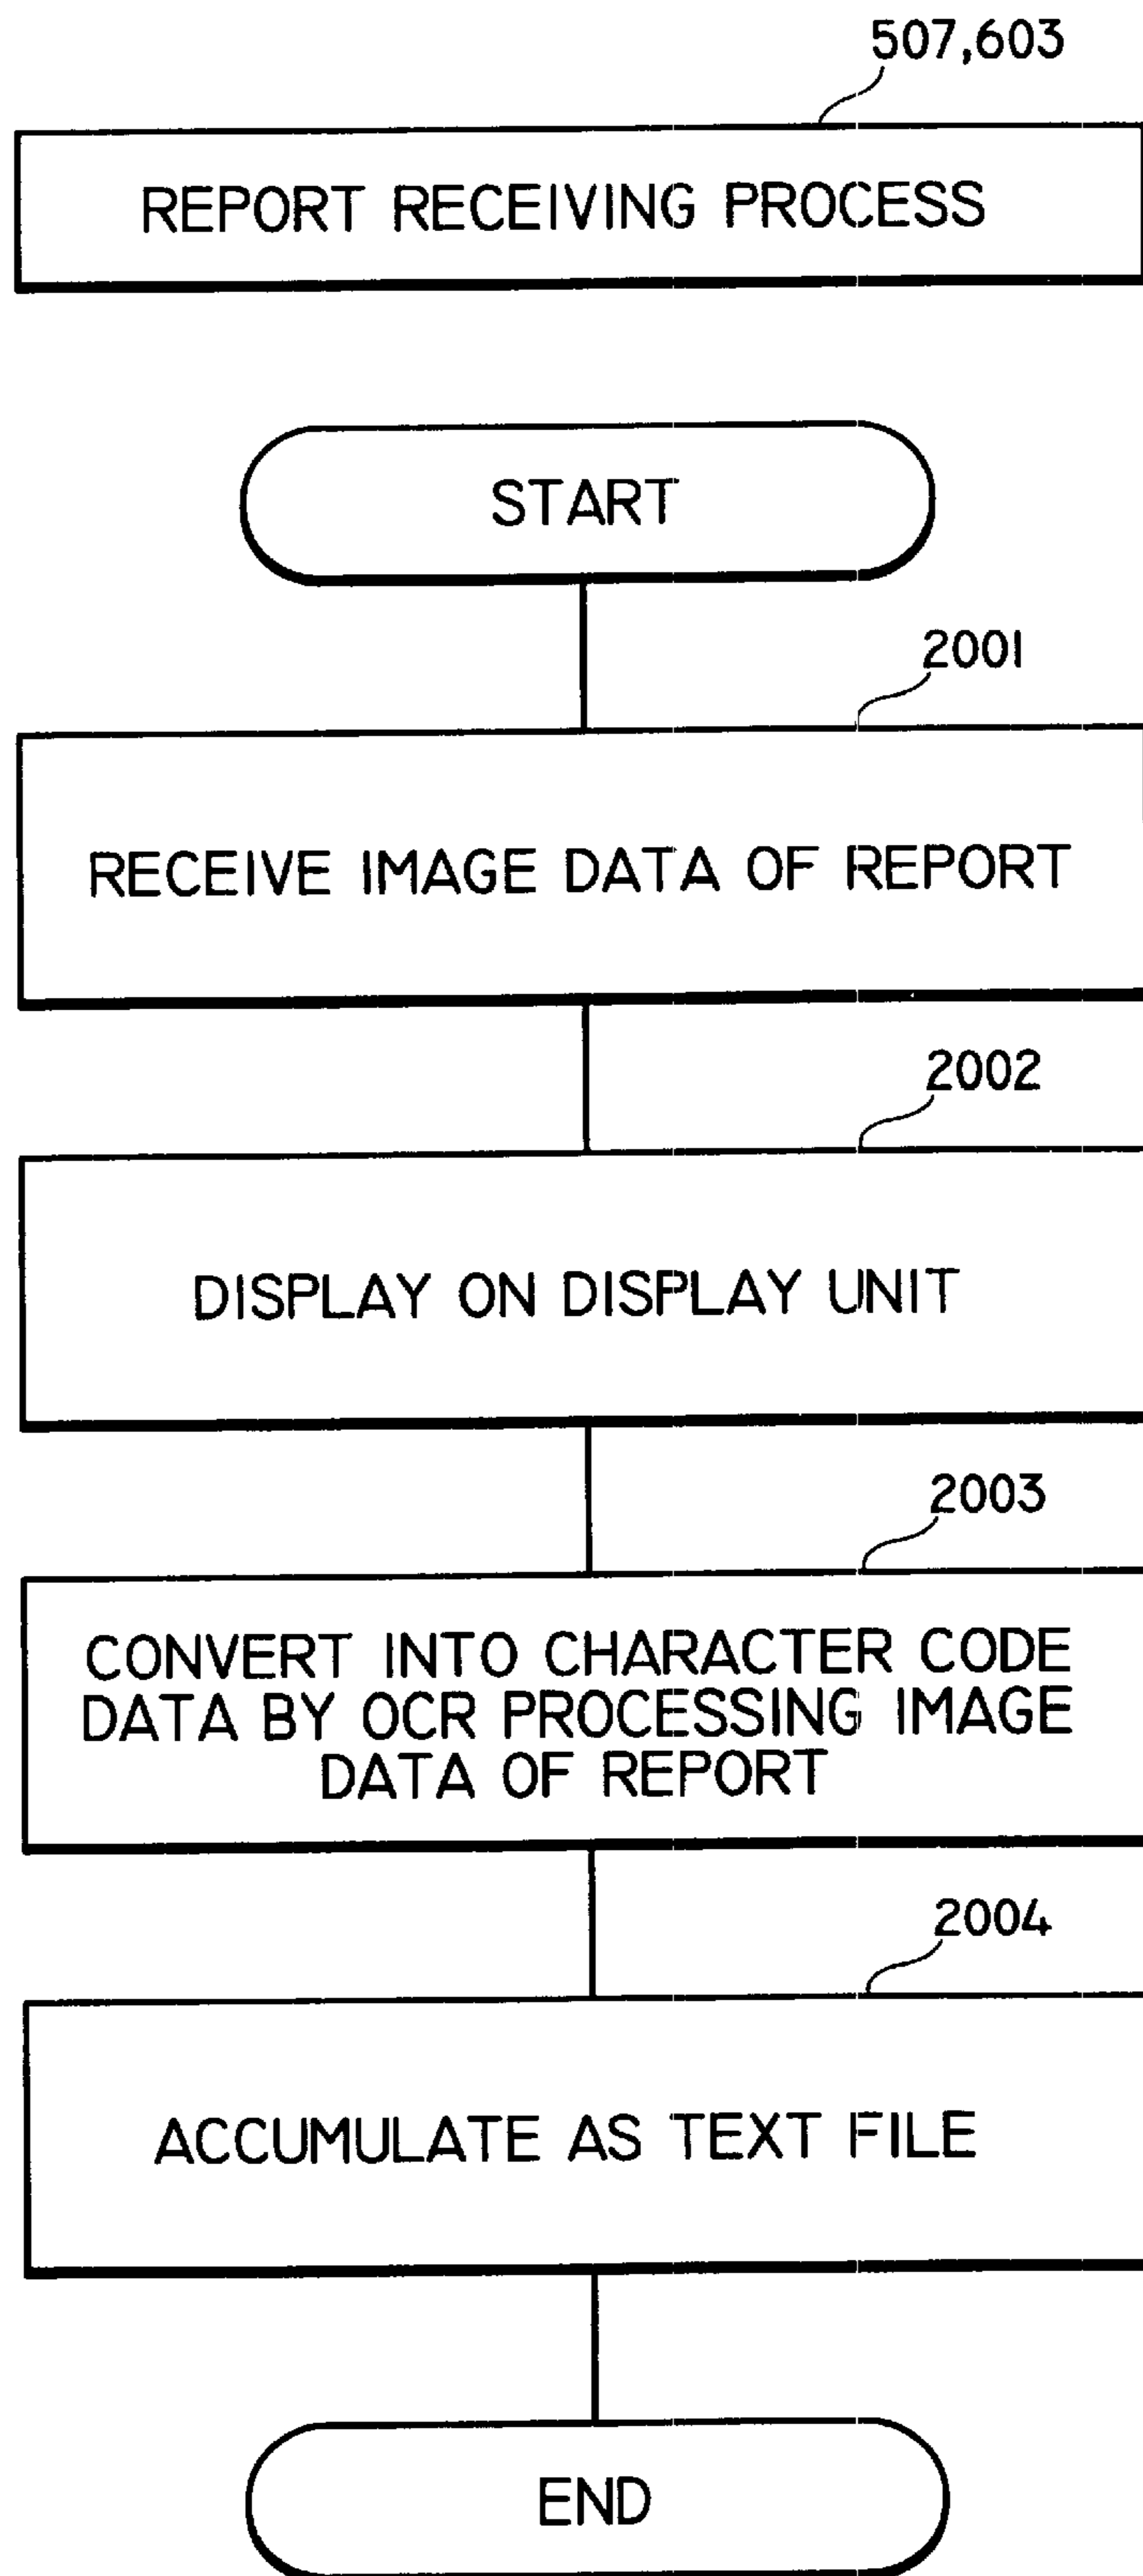 507,603
REPORT RECEIVING PROCESS
START
2001
RECEIVE IMAGE DATA OF REPORT
2002
DISPLAY ON DISPLAY UNIT
2003
CONVERT INTO CHARACTER CODE
DATA BY OCR PROCESSING IMAGE
DATA OF REPORT
2004
ACCUMULATE AS TEXT FILE
END